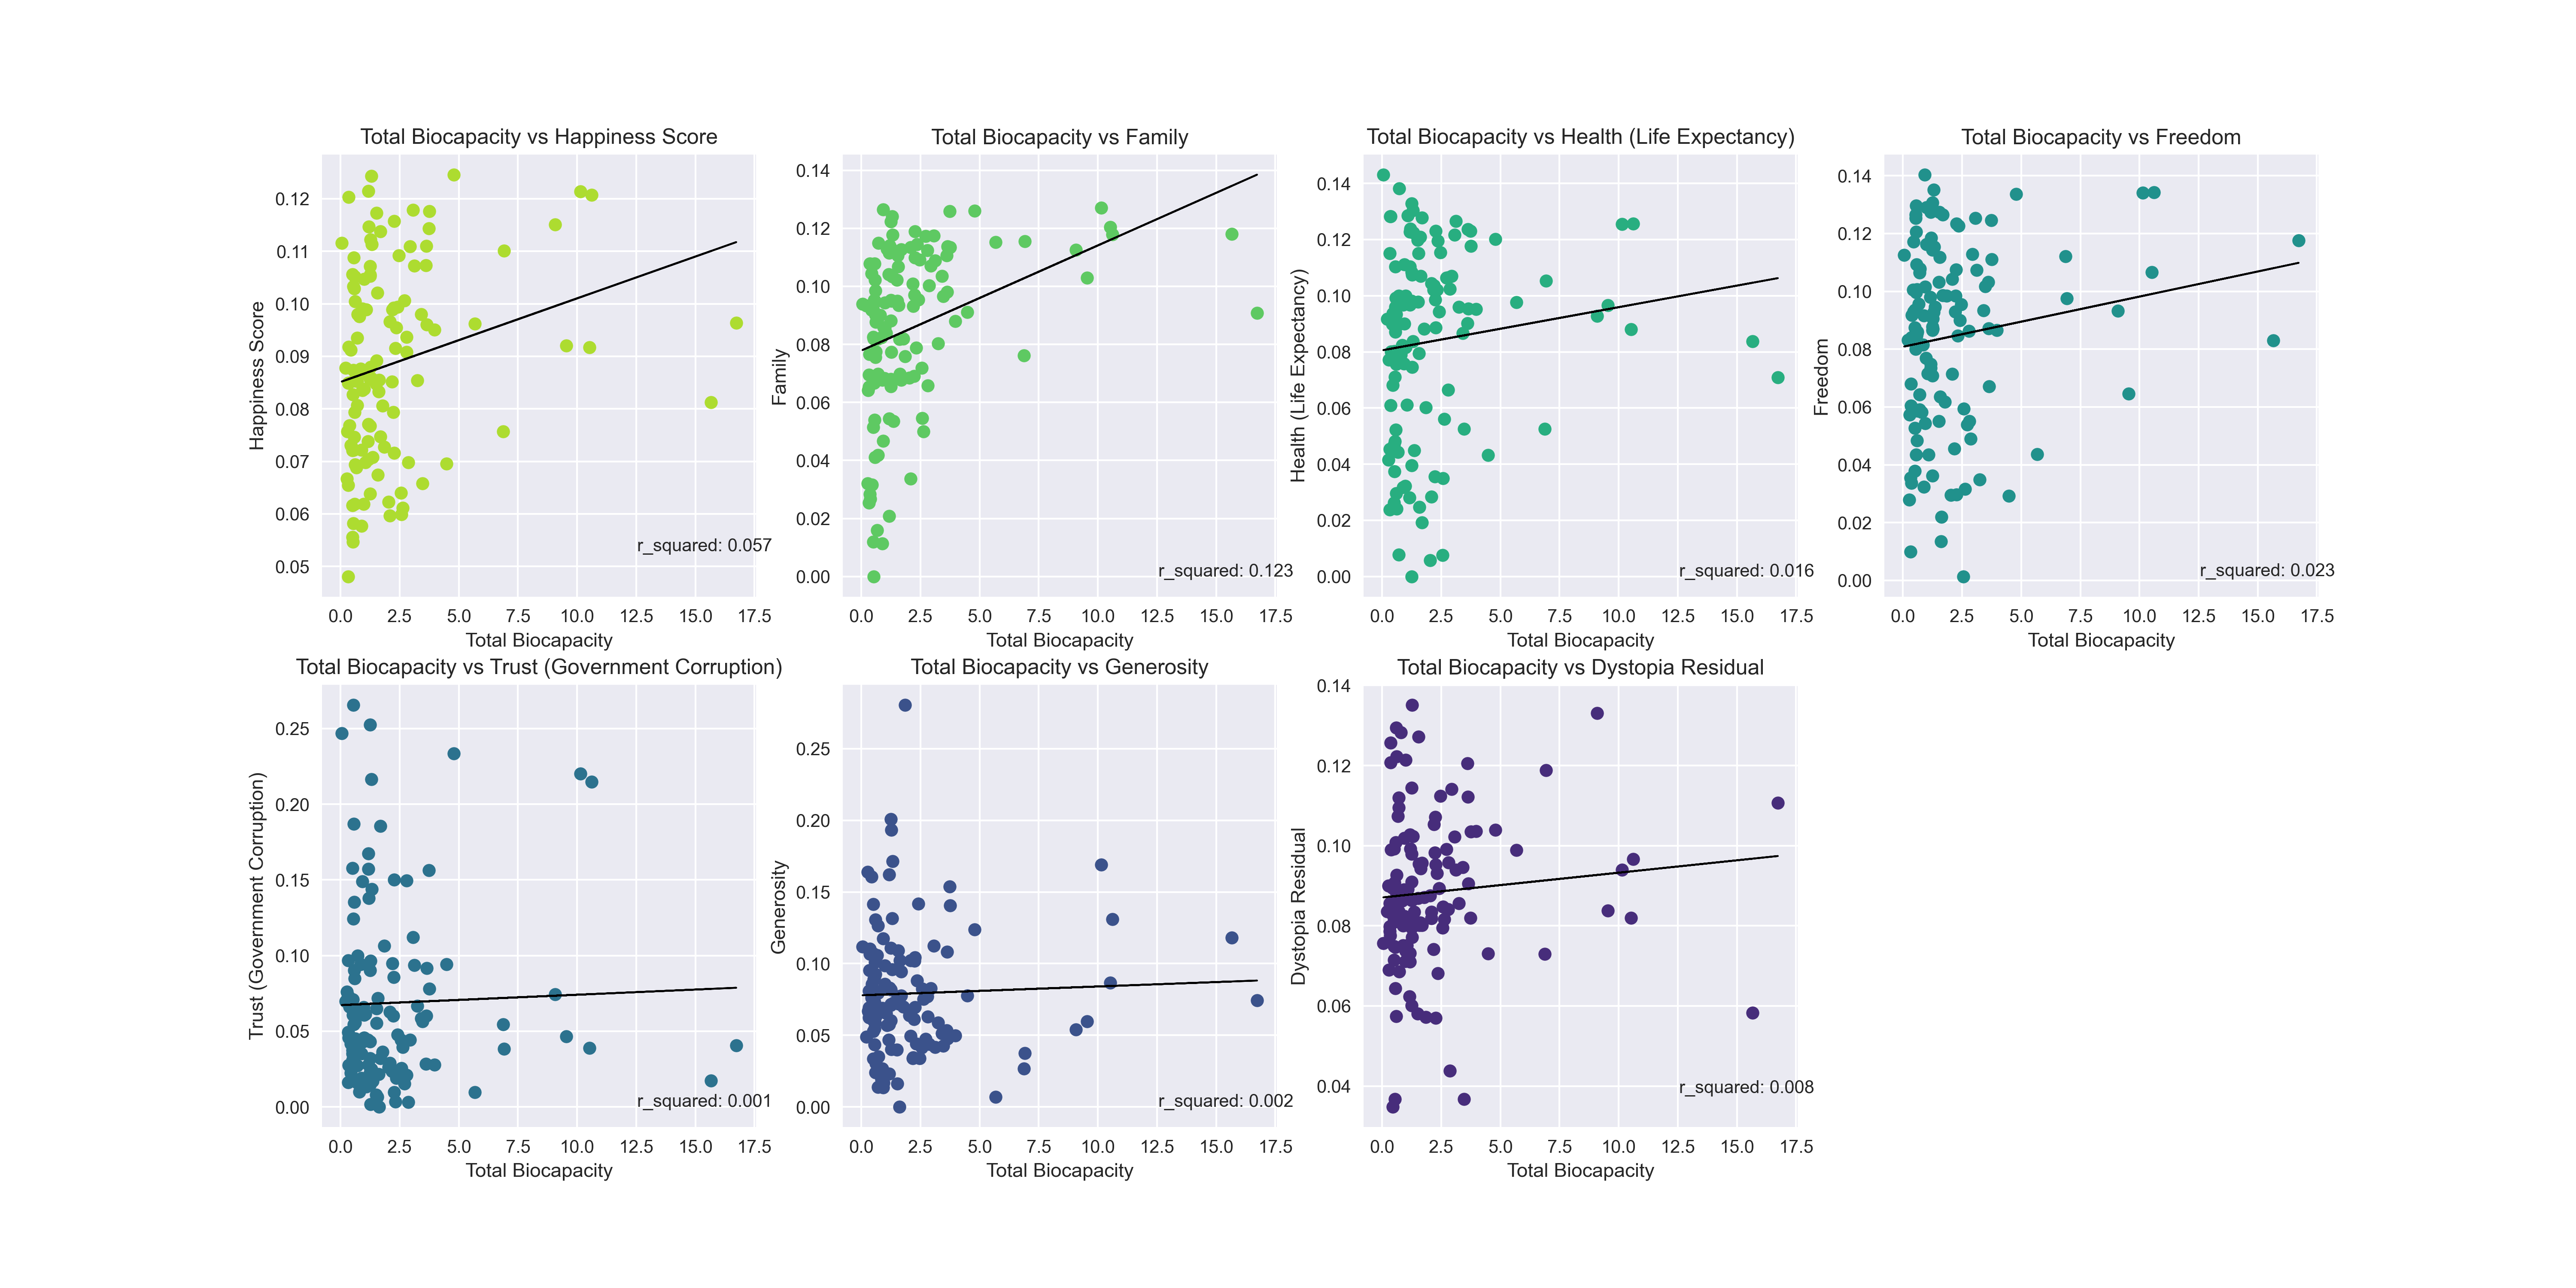 Total Biocapacity vs Happiness Score
Happiness Score
0.12
0.11
0.10
0.09
0.08
0.07
0.06
0.05
r_squared: 0.057
0.0 2.5 5.0 7.5 10.0 12.5 15.0 17.5
Total Biocapacity
Total Biocapacity vs Family
Family
0.14
0.12
0.10
0.08
0.06
0.04
0.02
0.00
r_squared: 0.123
0.0 2.5 5.0 7.5 10.0 12.5 15.0 17.5
Total Biocapacity
Total Biocapacity vs Health (Life Expectancy)
Health (Life Expectancy)
0.14
0.12
0.10
0.08
0.06
0.04
0.02
0.00
r_squared: 0.016
0.0 2.5 5.0 7.5 10.0 12.5 15.0 17.5
Total Biocapacity
Total Biocapacity vs Freedom
Freedom
0.14
0.12
0.10
0.08
0.06
0.04
0.02
0.00
r_squared: 0.023
0.0 2.5 5.0 7.5 10.0 12.5 15.0 17.5
Total Biocapacity
Total Biocapacity vs Trust (Government Corruption)
Trust (Government Corruption)
0.25
0.20
0.15
0.10
0.05
0.00
r_squared: 0.001
0.0 2.5 5.0 7.5 10.0 12.5 15.0 17.5
Total Biocapacity
Total Biocapacity vs Generosity
Generosity
0.25
0.20
0.15
0.10
0.05
0.00
r_squared: 0.002
0.0 2.5 5.0 7.5 10.0 12.5 15.0 17.5
Total Biocapacity
Total Biocapacity vs Dystopia Residual
Dystopia Residual
0.14
0.12
0.10
0.08
0.06
0.04
r_squared: 0.008
0.0 2.5 5.0 7.5 10.0 12.5 15.0 17.5
Total Biocapacity